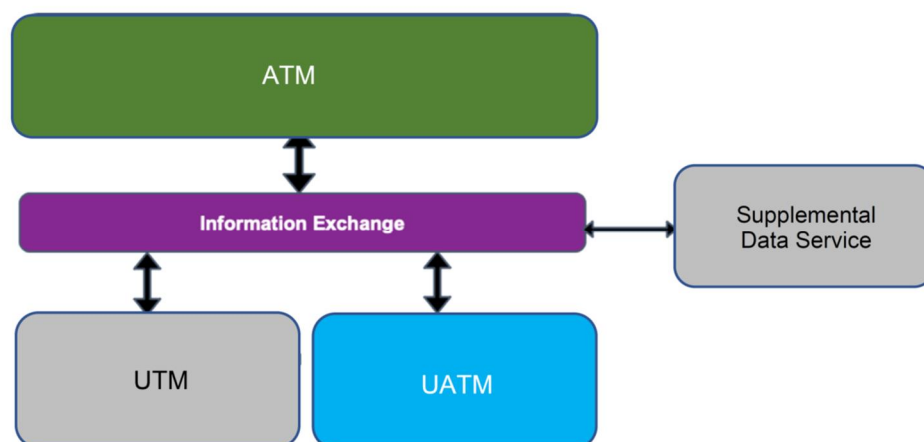 ATM
Information Exchange
Supplemental
Data Service
UTM
UATM